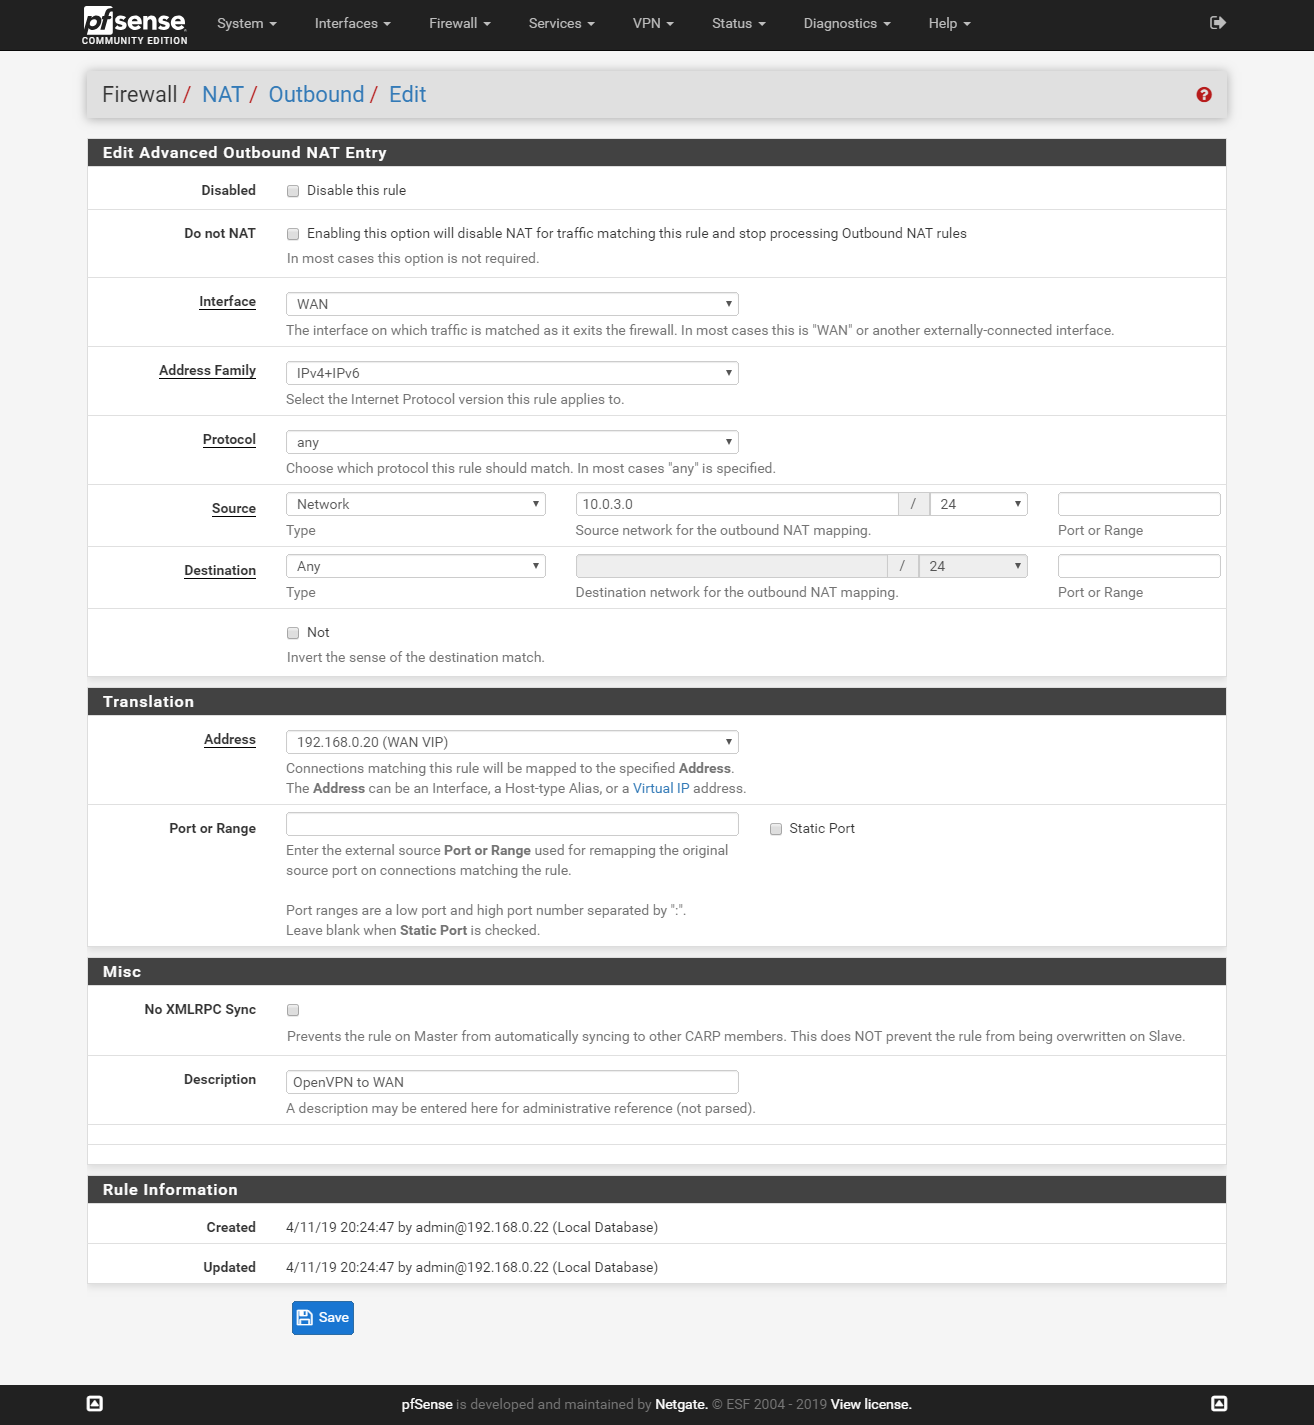 pfsense
COMMUNITY EDITION
System
Interfaces
Firewall
Services
VPN
Status
Diagnostics
Help
Firewall / NAT / Outbound / Edit
Edit Advanced Outbound NAT Entry
Disabled
Disable this rule
Do not NAT
Enabling this option will disable NAT for traffic matching this rule and stop processing Outbound NAT rules
In most cases this option is not required.
Interface
WAN
The interface on which traffic is matched as it exits the firewall. In most cases this is "WAN" or another externally-connected interface.
Address Family
IPv4+IPv6
Select the Internet Protocol version this rule applies to.
Protocol
any
Choose which protocol this rule should match. In most cases "any" is specified.
Source
Network
10.0.3.0 / 24
Type
Source network for the outbound NAT mapping.
Port or Range
Destination
Any
/ 24
Type
Destination network for the outbound NAT mapping.
Port or Range
Not
Invert the sense of the destination match.
Translation
Address
192.168.0.20 (WAN VIP)
Connections matching this rule will be mapped to the specified Address.
The Address can be an Interface, a Host-type Alias, or a Virtual IP address.
Port or Range
Static Port
Enter the external source Port or Range used for remapping the original
source port on connections matching the rule.
Port ranges are a low port and high port number separated by ":".
Leave blank when Static Port is checked.
Misc
No XMLRPC Sync
Prevents the rule on Master from automatically syncing to other CARP members. This does NOT prevent the rule from being overwritten on Slave.
Description
OpenVPN to WAN
A description may be entered here for administrative reference (not parsed).
Rule Information
Created
4/11/19 20:24:47 by admin@192.168.0.22 (Local Database)
Updated
4/11/19 20:24:47 by admin@192.168.0.22 (Local Database)
Save
pfSense is developed and maintained by Netgate. © ESF 2004 - 2019 View license.